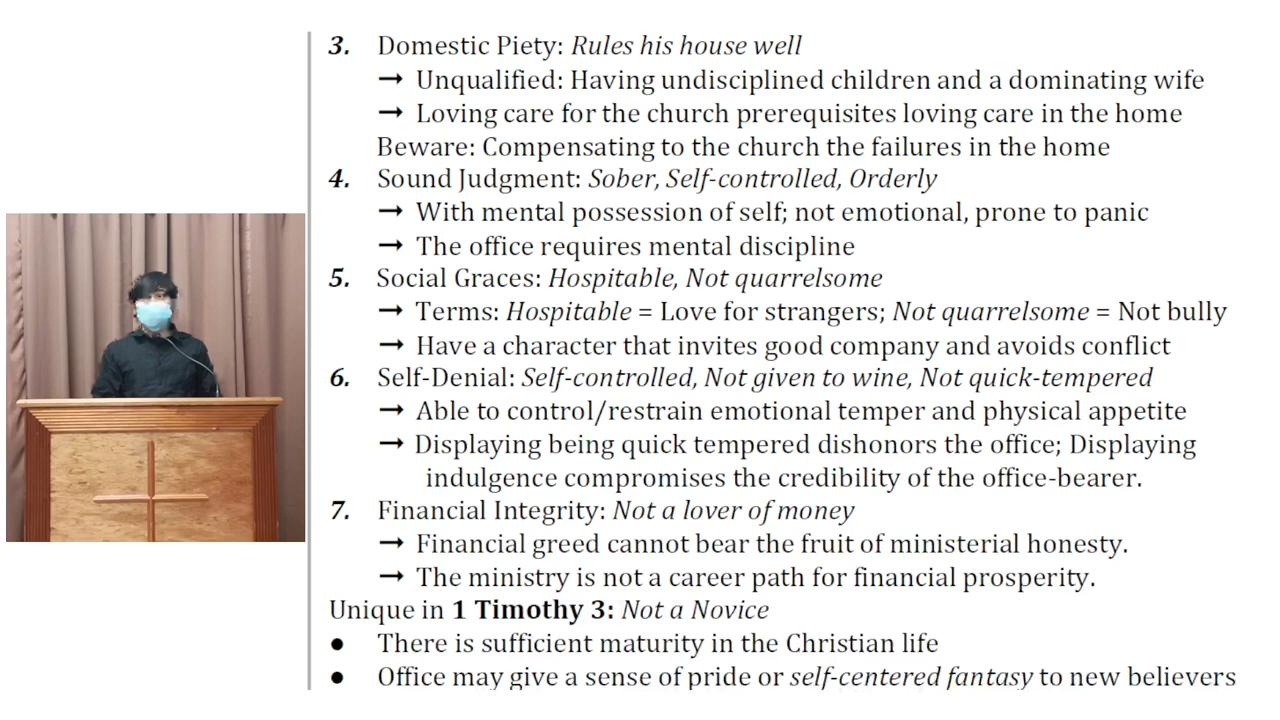 3. Domestic Piety: Rules his house well
→ Unqualified: Having undisciplined children and a dominating wife
→ Loving care for the church prerequisites loving care in the home
Beware: Compensating to the church the failures in the home
4. Sound Judgment: Sober, Self-controlled, Orderly
→ With mental possession of self; not emotional, prone to panic
→ The office requires mental discipline
5. Social Graces: Hospitable, Not quarrelsome
→ Terms: Hospitable = Love for strangers; Not quarrelsome = Not bully
→ Have a character that invites good company and avoids conflict
6. Self-Denial: Self-controlled, Not given to wine, Not quick-tempered
→ Able to control/restrain emotional temper and physical appetite
→ Displaying being quick tempered dishonors the office; Displaying
indulgence compromises the credibility of the office-bearer.
7. Financial Integrity: Not a lover of money
→ Financial greed cannot bear the fruit of ministerial honesty.
→ The ministry is not a career path for financial prosperity.
Unique in 1 Timothy 3: Not a Novice
● There is sufficient maturity in the Christian life
● Office may give a sense of pride or self-centered fantasy to new believers